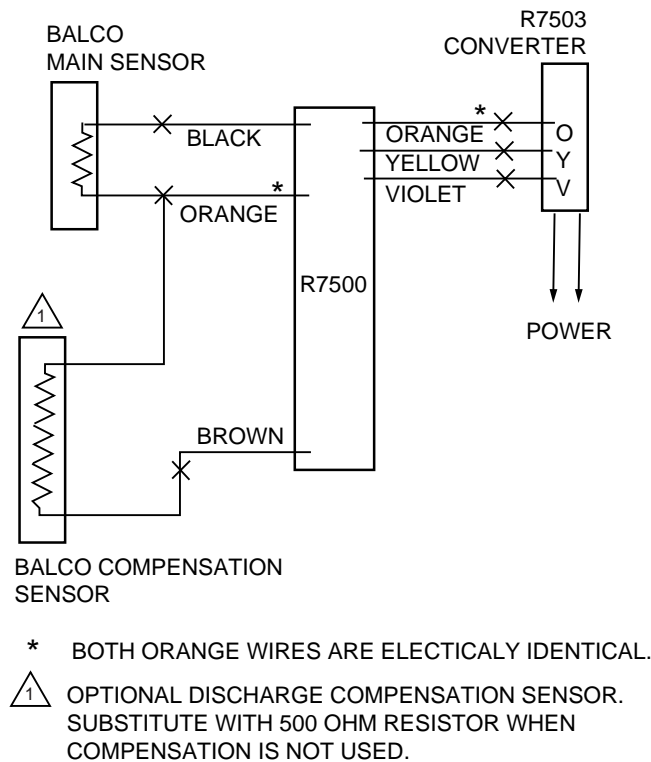 R7503
CONVERTER
BALCO
MAIN SENSOR
*
BLACK
ORANGE
O
YELLOW
Y
VIOLET
V
*
ORANGE
R7500
1
POWER
BROWN
BALCO COMPENSATION
SENSOR
* BOTH ORANGE WIRES ARE ELECTICALY IDENTICAL.
1 OPTIONAL DISCHARGE COMPENSATION SENSOR.
SUBSTITUTE WITH 500 OHM RESISTOR WHEN
COMPENSATION IS NOT USED.